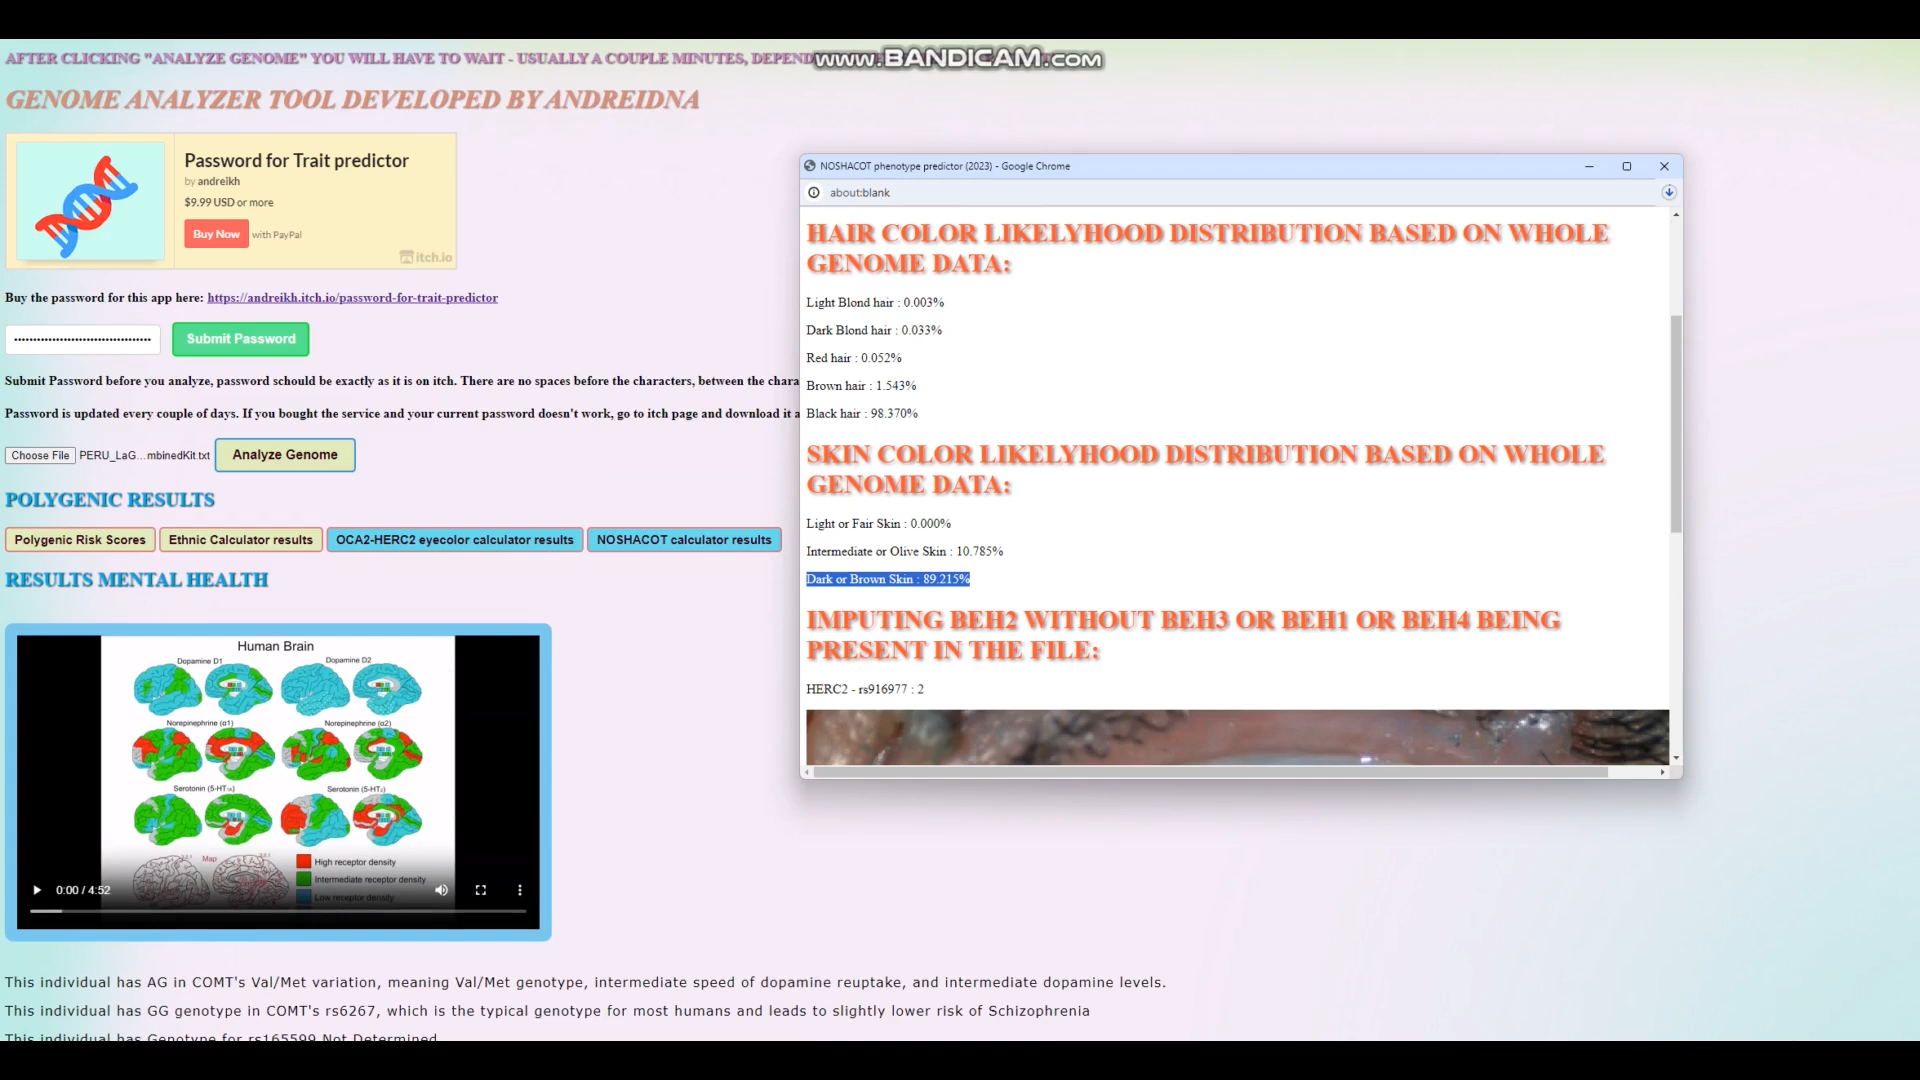 AFTER CLICKING "ANALYZE GENOME" YOU WILL HAVE TO WAIT - USUALLY A COUPLE MINUTES, DEPEND
www.BANDICAM.com
GENOME ANALYZER TOOL DEVELOPED BY ANDREIDNA
Password for Trait predictor
by andreikh
$9.99 USD or more
Buy Now with PayPal
itch.io
Buy the password for this app here: https://andreikh.itch.io/password-for-trait-predictor
Submit Password
Submit Password before you analyze, password schould be exactly as it is on itch. There are no spaces before the characters, between the chara
Password is updated every couple of days. If you bought the service and your current password doesn't work, go to itch page and download it a
Choose File PERU_LaG...mbinedKit.txt Analyze Genome
POLYGENIC RESULTS
Polygenic Risk Scores Ethnic Calculator results OCA2-HERC2 eyecolor calculator results NOSHACOT calculator results
RESULTS MENTAL HEALTH
Human Brain
Dopamine D1 Dopamine D2
Norepinephrine (α1) Norepinephrine (α2)
Serotonin (5-HT1A) Serotonin (5-HT2)
Map
High receptor density
Intermediate receptor density
Low receptor density
0:00 / 4:52
This individual has AG in COMT's Val/Met variation, meaning Val/Met genotype, intermediate speed of dopamine reuptake, and intermediate dopamine levels.
This individual has GG genotype in COMT's rs6267, which is the typical genotype for most humans and leads to slightly lower risk of Schizophrenia
This individual has Genotype for rs165599 Not Determined
NOSHACOT phenotype predictor (2023) - Google Chrome
about:blank
HAIR COLOR LIKELYHOOD DISTRIBUTION BASED ON WHOLE
GENOME DATA:
Light Blond hair : 0.003%
Dark Blond hair : 0.033%
Red hair : 0.052%
Brown hair : 1.543%
Black hair : 98.370%
SKIN COLOR LIKELYHOOD DISTRIBUTION BASED ON WHOLE
GENOME DATA:
Light or Fair Skin : 0.000%
Intermediate or Olive Skin : 10.785%
Dark or Brown Skin : 89.215%
IMPUTING BEH2 WITHOUT BEH3 OR BEH1 OR BEH4 BEING
PRESENT IN THE FILE:
HERC2 - rs916977 : 2